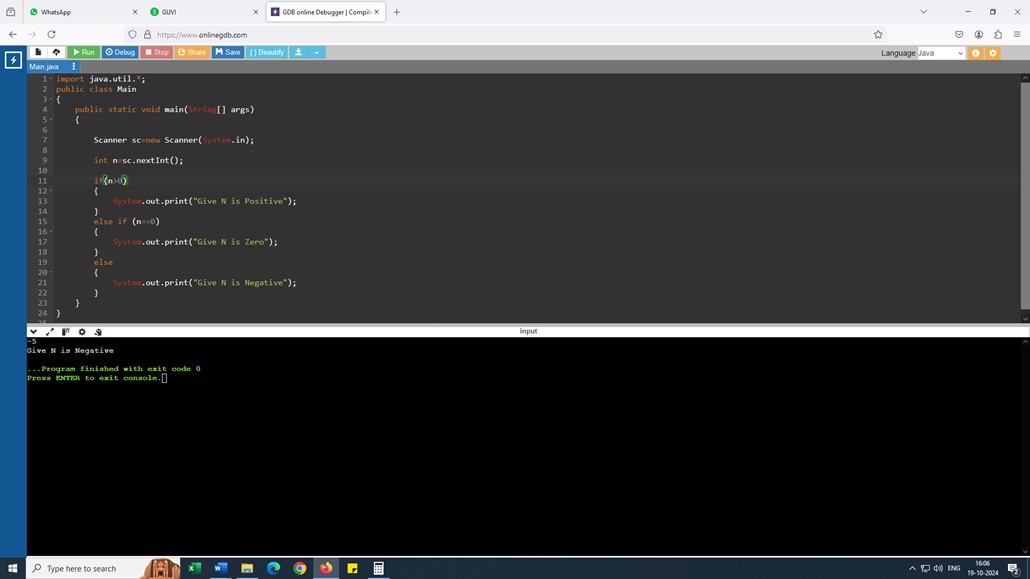 WhatsApp
GUVI
GDB online Debugger | Compil
https://www.onlinegdb.com
Run Debug Stop Share Save { } Beautify
Language Java
Main.java
1 import java.util.*;
2 public class Main
3 {
4 public static void main(String[] args)
5 {
6
7 Scanner sc=new Scanner(System.in);
8
9 int n=sc.nextInt();
10
11 if(n>0)
12 {
13 System.out.print("Give N is Positive");
14 }
15 else if (n==0)
16 {
17 System.out.print("Give N is Zero");
18 }
19 else
20 {
21 System.out.print("Give N is Negative");
22 }
23 }
24 }
input
-5
Give N is Negative
...Program finished with exit code 0
Press ENTER to exit console.
Type here to search
ENG
16:06
19-10-2024
2